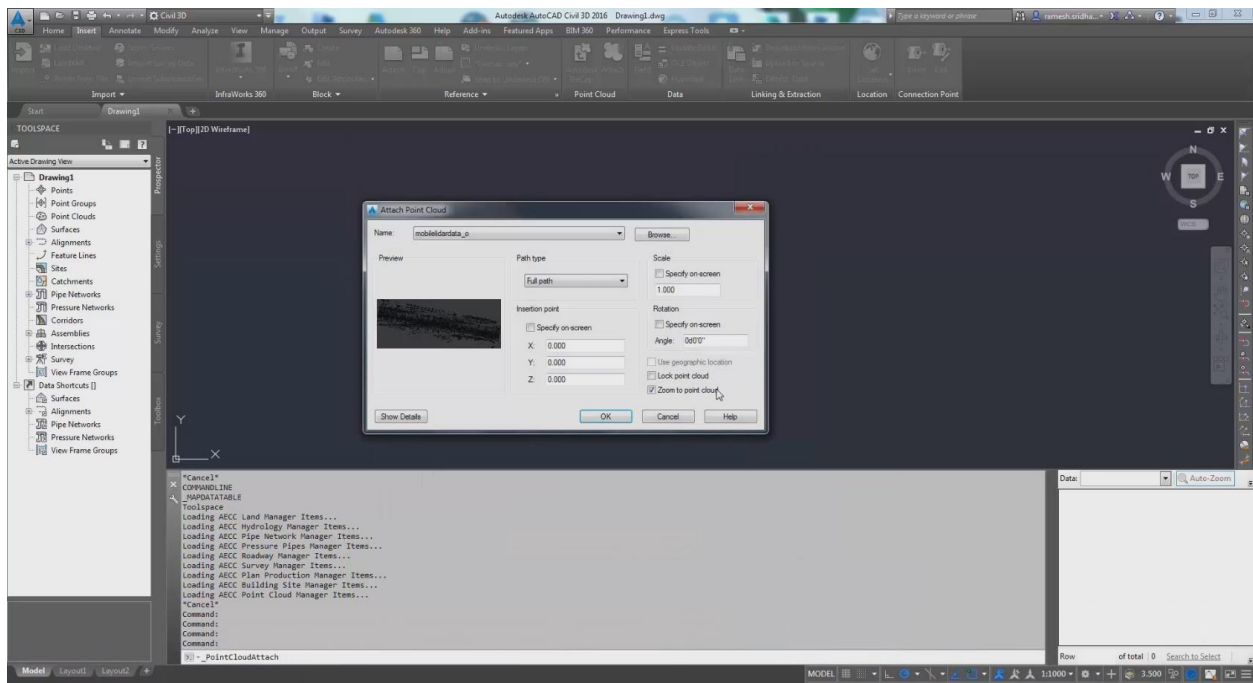 Civil 3D
Autodesk AutoCAD Civil 3D 2016 Drawing1.dwg
Type a keyword or phrase
ramesh.sridha...
Home Insert Annotate Modify Analyze View Manage Output Survey Autodesk 360 Help Add-ins Featured Apps BIM 360 Performance Express Tools
Import
InfraWorks 360
Block
Reference
Point Cloud
Data
Linking & Extraction
Location
Connection Point
Start
Drawing1
TOOLSPACE
[−][Top][2D Wireframe]
Active Drawing View
Drawing1
Points
Point Groups
Point Clouds
Surfaces
Alignments
Feature Lines
Sites
Catchments
Pipe Networks
Pressure Networks
Corridors
Assemblies
Intersections
Survey
View Frame Groups
Data Shortcuts []
Surfaces
Alignments
Pipe Networks
Pressure Networks
View Frame Groups
Prospector
Settings
Survey
Toolbox
N
W TOP E
S
WCS
Attach Point Cloud
Name: mobilelidardata_o
Browse...
Preview
Path type
Full path
Insertion point
Specify on-screen
X: 0.000
Y: 0.000
Z: 0.000
Scale
Specify on-screen
1.000
Rotation
Specify on-screen
Angle: 0d0'0"
Use geographic location
Lock point cloud
Zoom to point cloud
Show Details
OK
Cancel
Help
Y
X
*Cancel*
COMMANDLINE
_MAPDATATABLE
Toolspace
Loading AECC Land Manager Items...
Loading AECC Hydrology Manager Items...
Loading AECC Pipe Network Manager Items...
Loading AECC Pressure Pipes Manager Items...
Loading AECC Roadway Manager Items...
Loading AECC Survey Manager Items...
Loading AECC Plan Production Manager Items...
Loading AECC Building Site Manager Items...
Loading AECC Point Cloud Manager Items...
*Cancel*
Command:
Command:
Command:
Command:
_PointCloudAttach
Data:
Auto-Zoom
Row of total 0 Search to Select
Model Layout1 Layout2 +
MODEL
1:1000
3.500